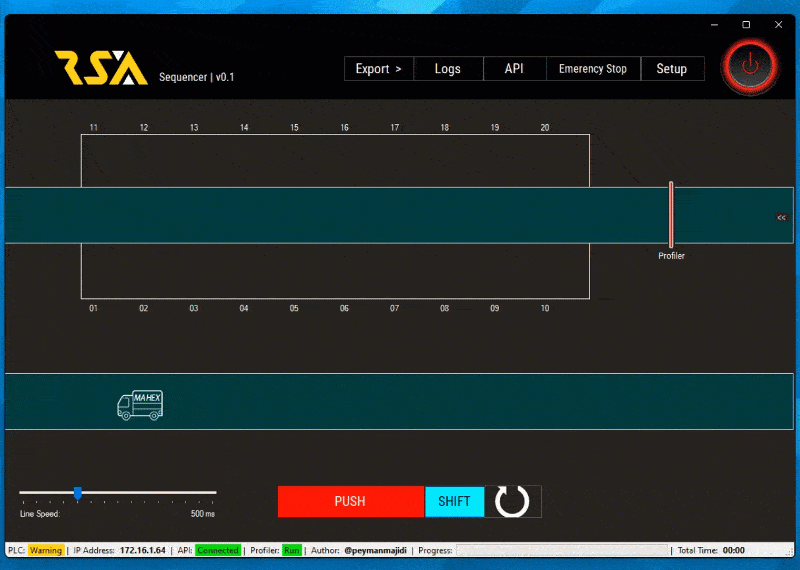 RSA
Sequencer | v0.1
Export >
Logs
API
Emerency Stop
Setup
11 12 13 14 15 16 17 18 19 20
<<
Profiler
01 02 03 04 05 06 07 08 09 10
MAHEX
Line Speed:
500 ms
PUSH
SHIFT
PLC: Warning | IP Address: 172.16.1.64 | API: Connected | Profiler: Run | Author: @peymanmajidi | Progress: | Total Time: 00:00